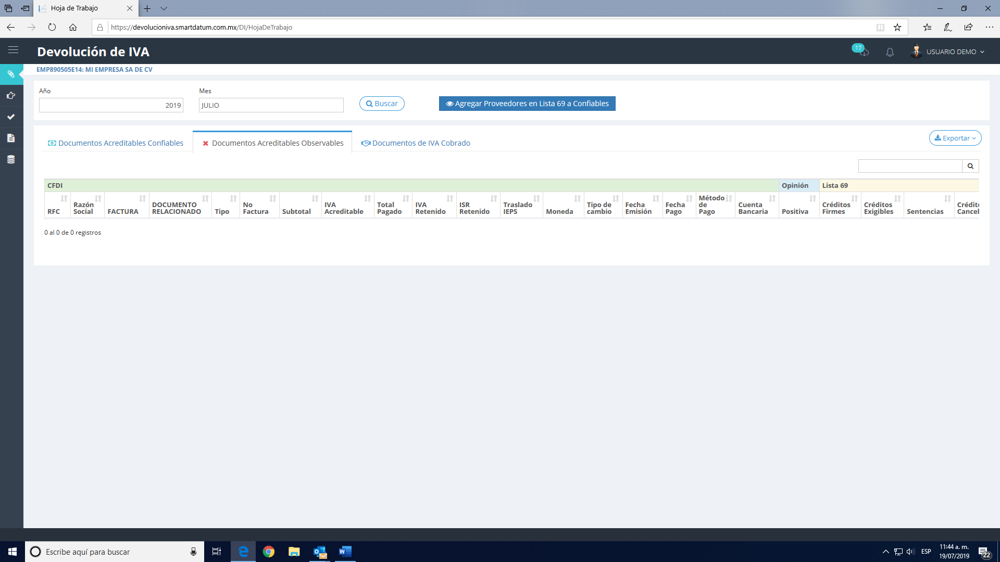 Hoja de Trabajo
https://devolucioniva.smartdatum.com.mx/DI/HojaDeTrabajo
Devolución de IVA
17
USUARIO DEMO
EMP890505E14: MI EMPRESA SA DE CV
Año
Mes
2019
JULIO
Buscar
Agregar Proveedores en Lista 69 a Confiables
Documentos Acreditables Confiables
Documentos Acreditables Observables
Documentos de IVA Cobrado
Exportar
CFDI
Opinión
Lista 69
RFC
Razón
Social
FACTURA
DOCUMENTO
RELACIONADO
Tipo
No
Factura
Subtotal
IVA
Acreditable
Total
Pagado
IVA
Retenido
ISR
Retenido
Traslado
IEPS
Moneda
Tipo de
cambio
Fecha
Emisión
Fecha
Pago
Método
de
Pago
Cuenta
Bancaria
Positiva
Créditos
Firmes
Créditos
Exigibles
Sentencias
0 al 0 de 0 registros
Escribe aquí para buscar
ESP
11:44 a. m.
19/07/2019
22